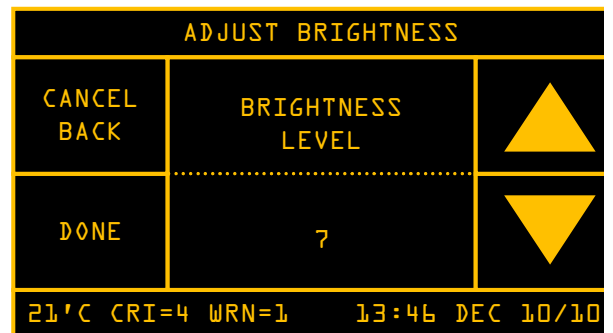 ADJUST BRIGHTNESS
CANCEL
BACK
BRIGHTNESS
LEVEL
DONE
7
21'C CRI=4 WRN=1 13:46 DEC 10/10